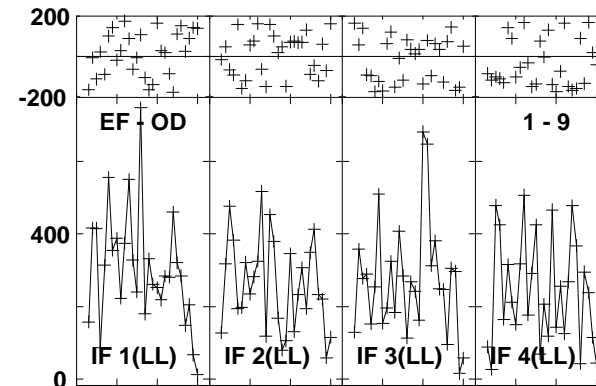 200
-200
EF - OD
1 - 9
400
IF 1(LL)
IF 2(LL)
IF 3(LL)
IF 4(LL)
0